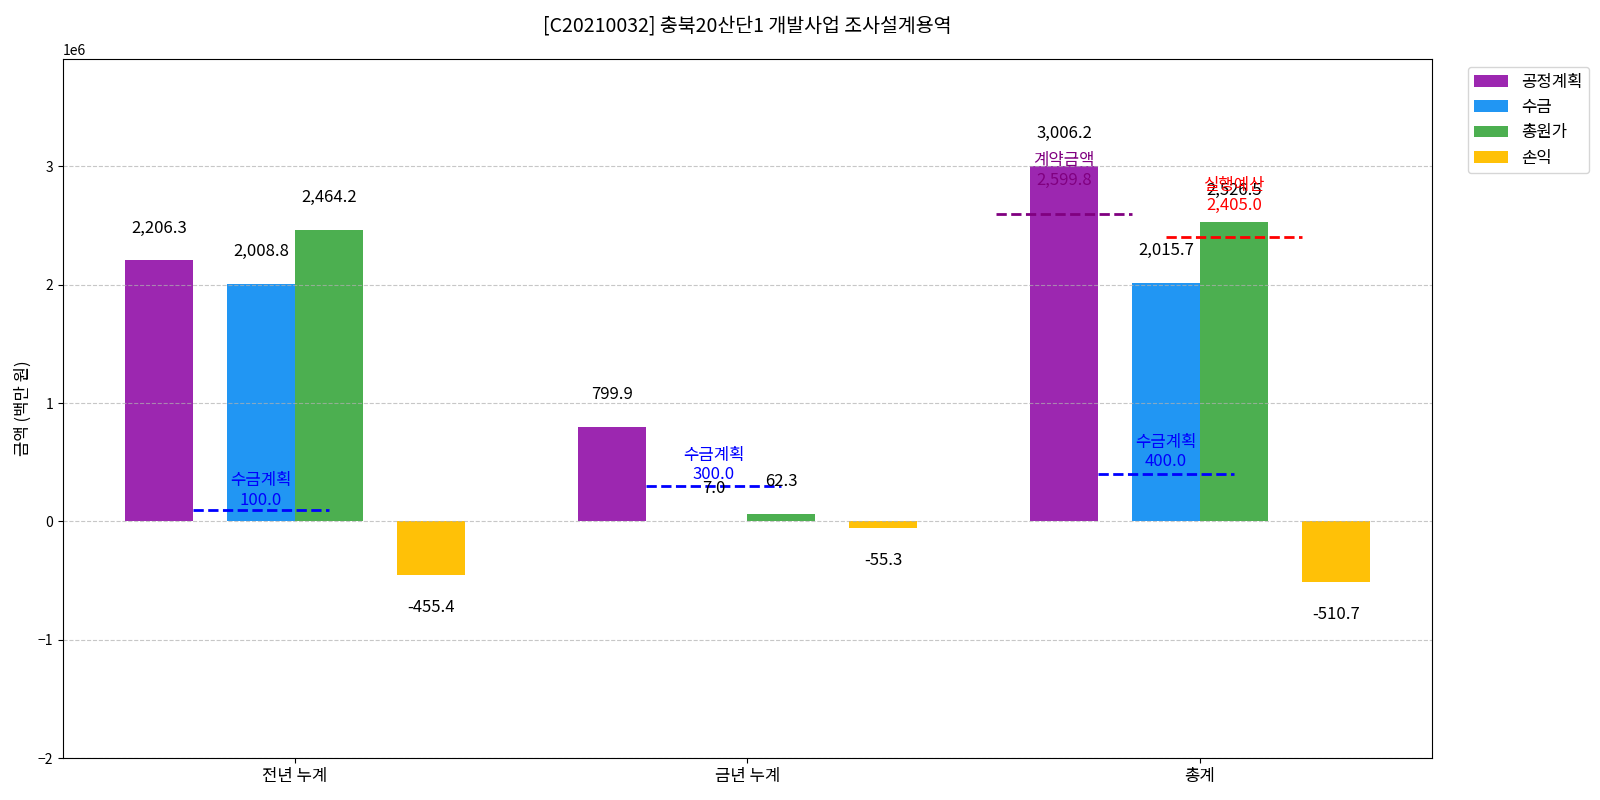 [C20210032] 충북20산단1 개발사업 조사설계용역
1e6
공정계획
수금
총원가
손익
금액 (백만 원)
3
2
1
0
−1
−2
2,206.3
2,008.8
2,464.2
수금계획
100.0
-455.4
799.9
수금계획
300.0
7.0
62.3
-55.3
3,006.2
계약금액
2,599.8
2,015.7
실행예산
2,526.5
2,405.0
수금계획
400.0
-510.7
전년 누계
금년 누계
총계